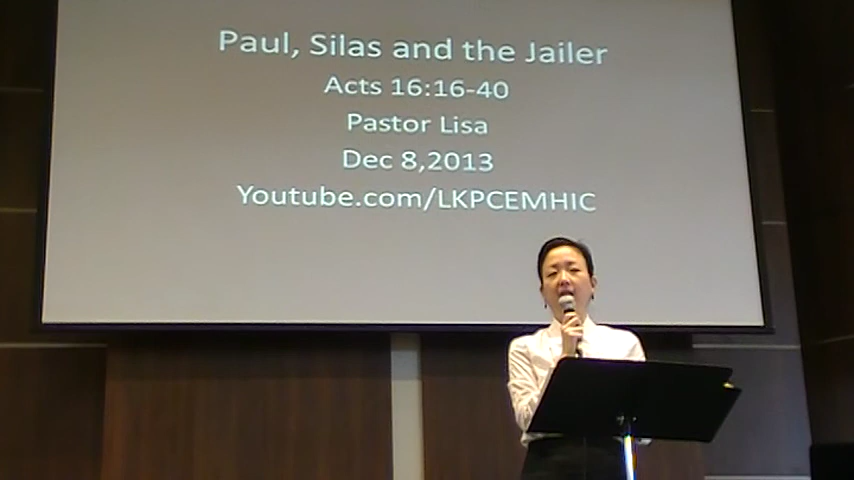 Paul, Silas and the Jailer
Acts 16:16-40
Pastor Lisa
Dec 8,2013
Youtube.com/LKPCEMHIC